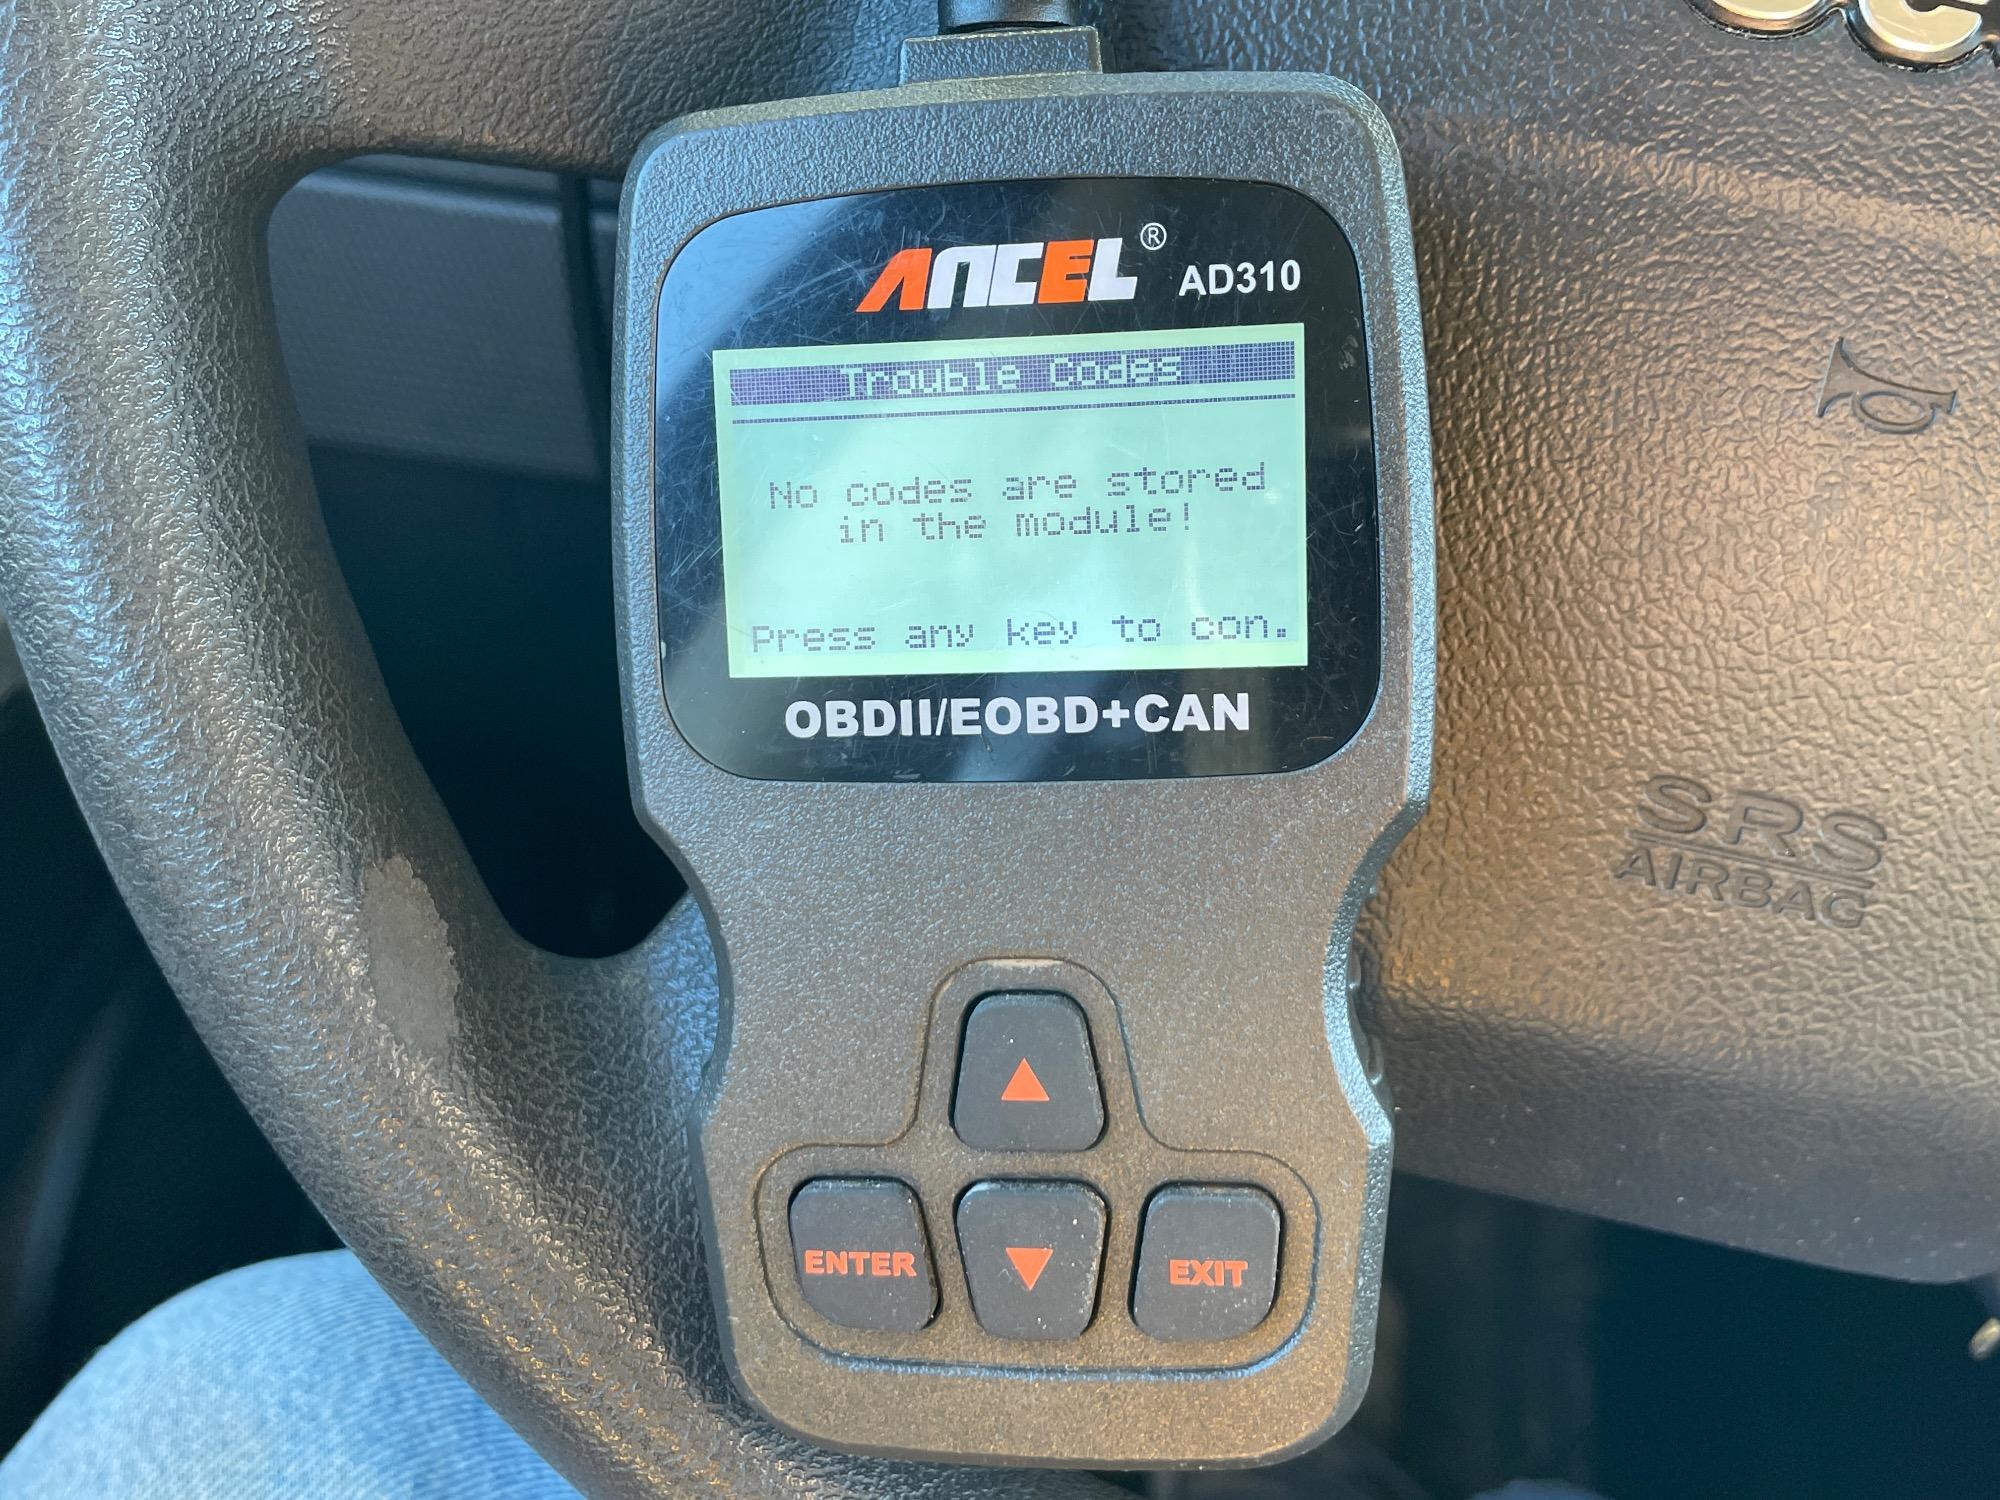 ANCEL® AD310
Trouble Codes
No codes are stored
in the module!
Press any key to con.
OBDII/EOBD+CAN
SRS
AIRBAG
ENTER
EXIT